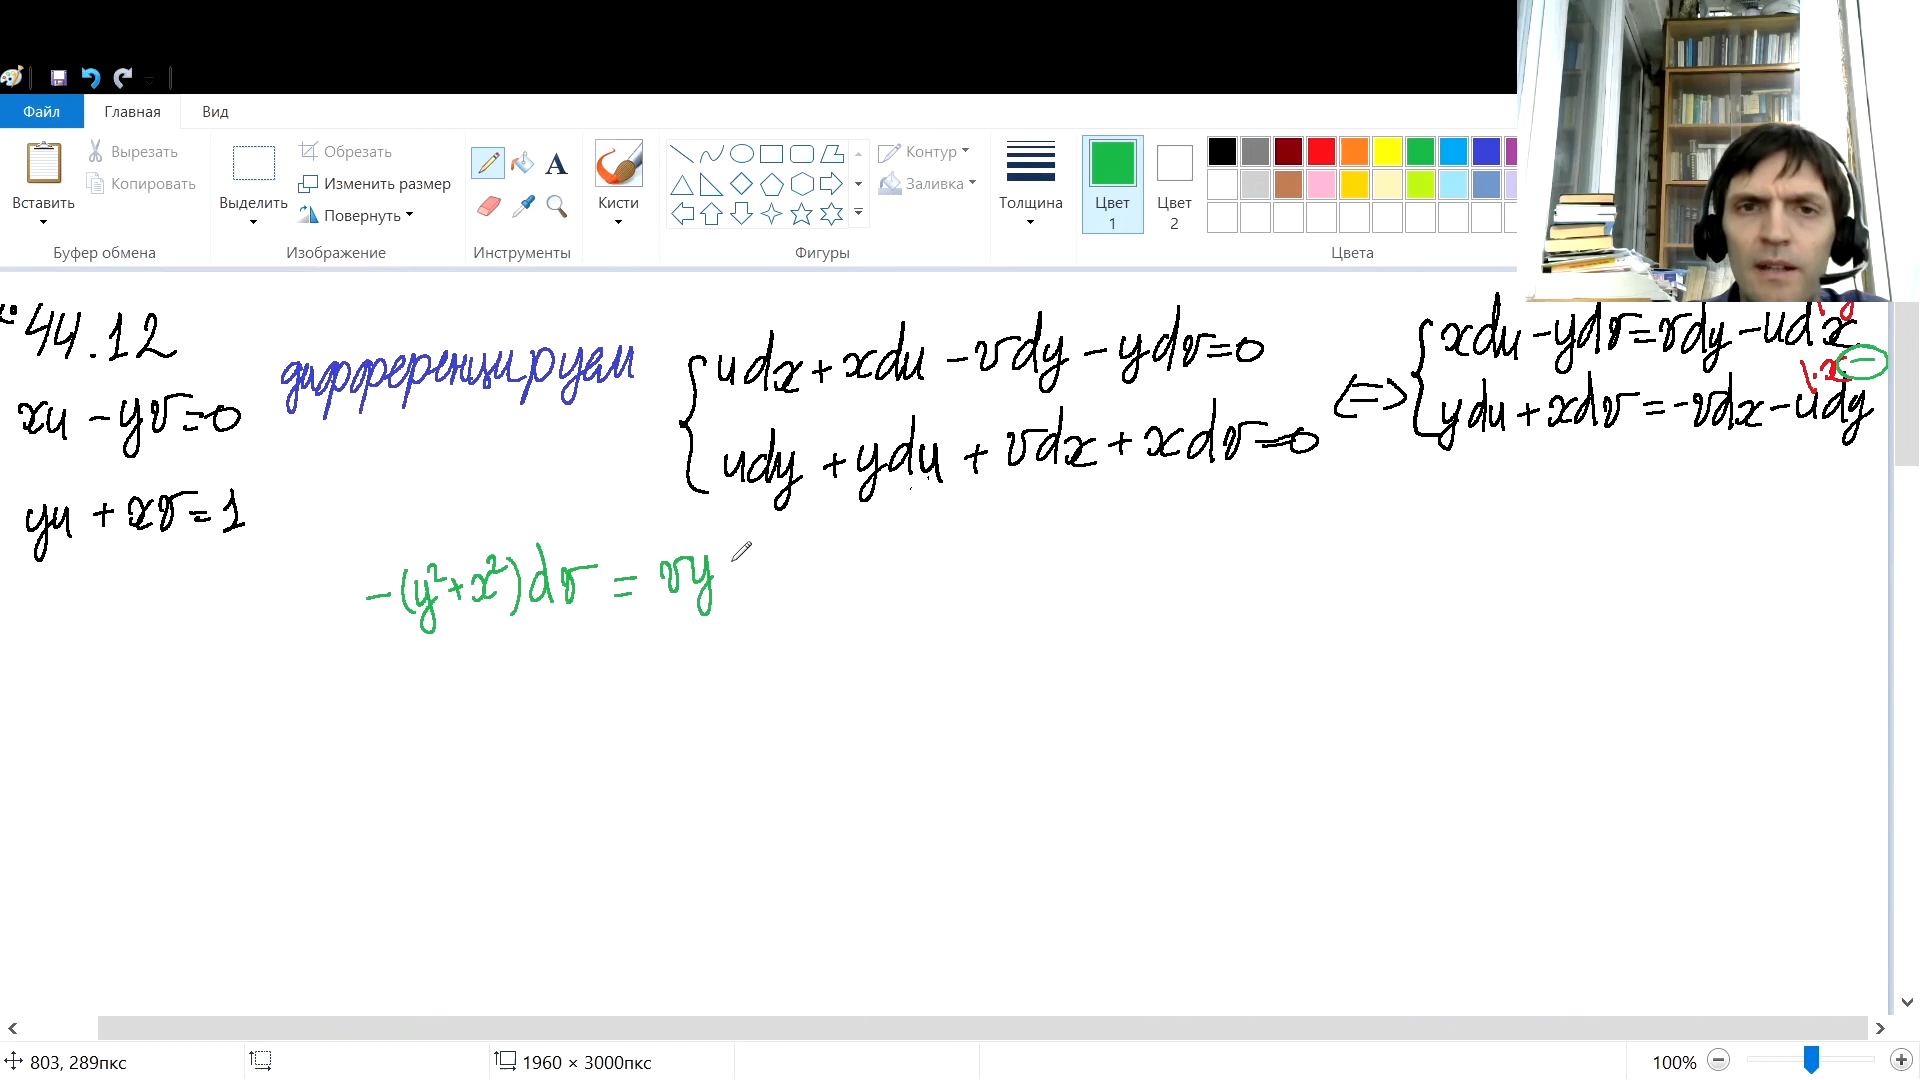 Файл Главная Вид
Вставить
Вырезать
Копировать
Буфер обмена
Выделить
Обрезать
Изменить размер
Повернуть
Изображение
A
Инструменты
Кисти
Контур
Заливка
Фигуры
Толщина
Цвет 1
Цвет 2
Цвета
44.12
xu - yv = 0
yu + xv = 1
дифференцируем
udx + xdu - vdy - ydv = 0
udy + ydu + vdx + xdv = 0
<=>
xdu - ydv = vdy - udx
ydu + xdv = -vdx - udy
|·x
-
-(y²+x²)dv = vy
803, 289пкс
1960 × 3000пкс
100%